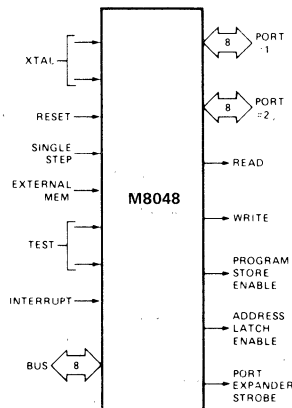 XTAL
RESET
SINGLE
STEP
EXTERNAL
MEM
TEST
INTERRUPT
BUS
8
M8048
8
PORT
#1
8
PORT
#2
READ
WRITE
PROGRAM
STORE
ENABLE
ADDRESS
LATCH
ENABLE
PORT
EXPANDER
STROBE